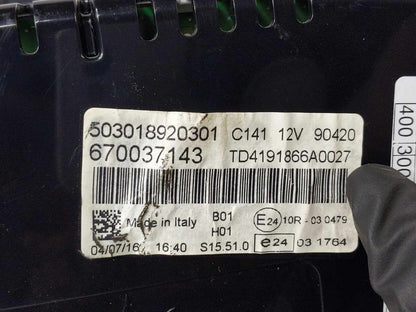 503018920301 C141 12V 90420
670037143 TD4191866A0027
Made in Italy B01 E24 10R - 03 0479
H01
04/07/16 16:40 S15.51.0 e24 03 1764
400 300